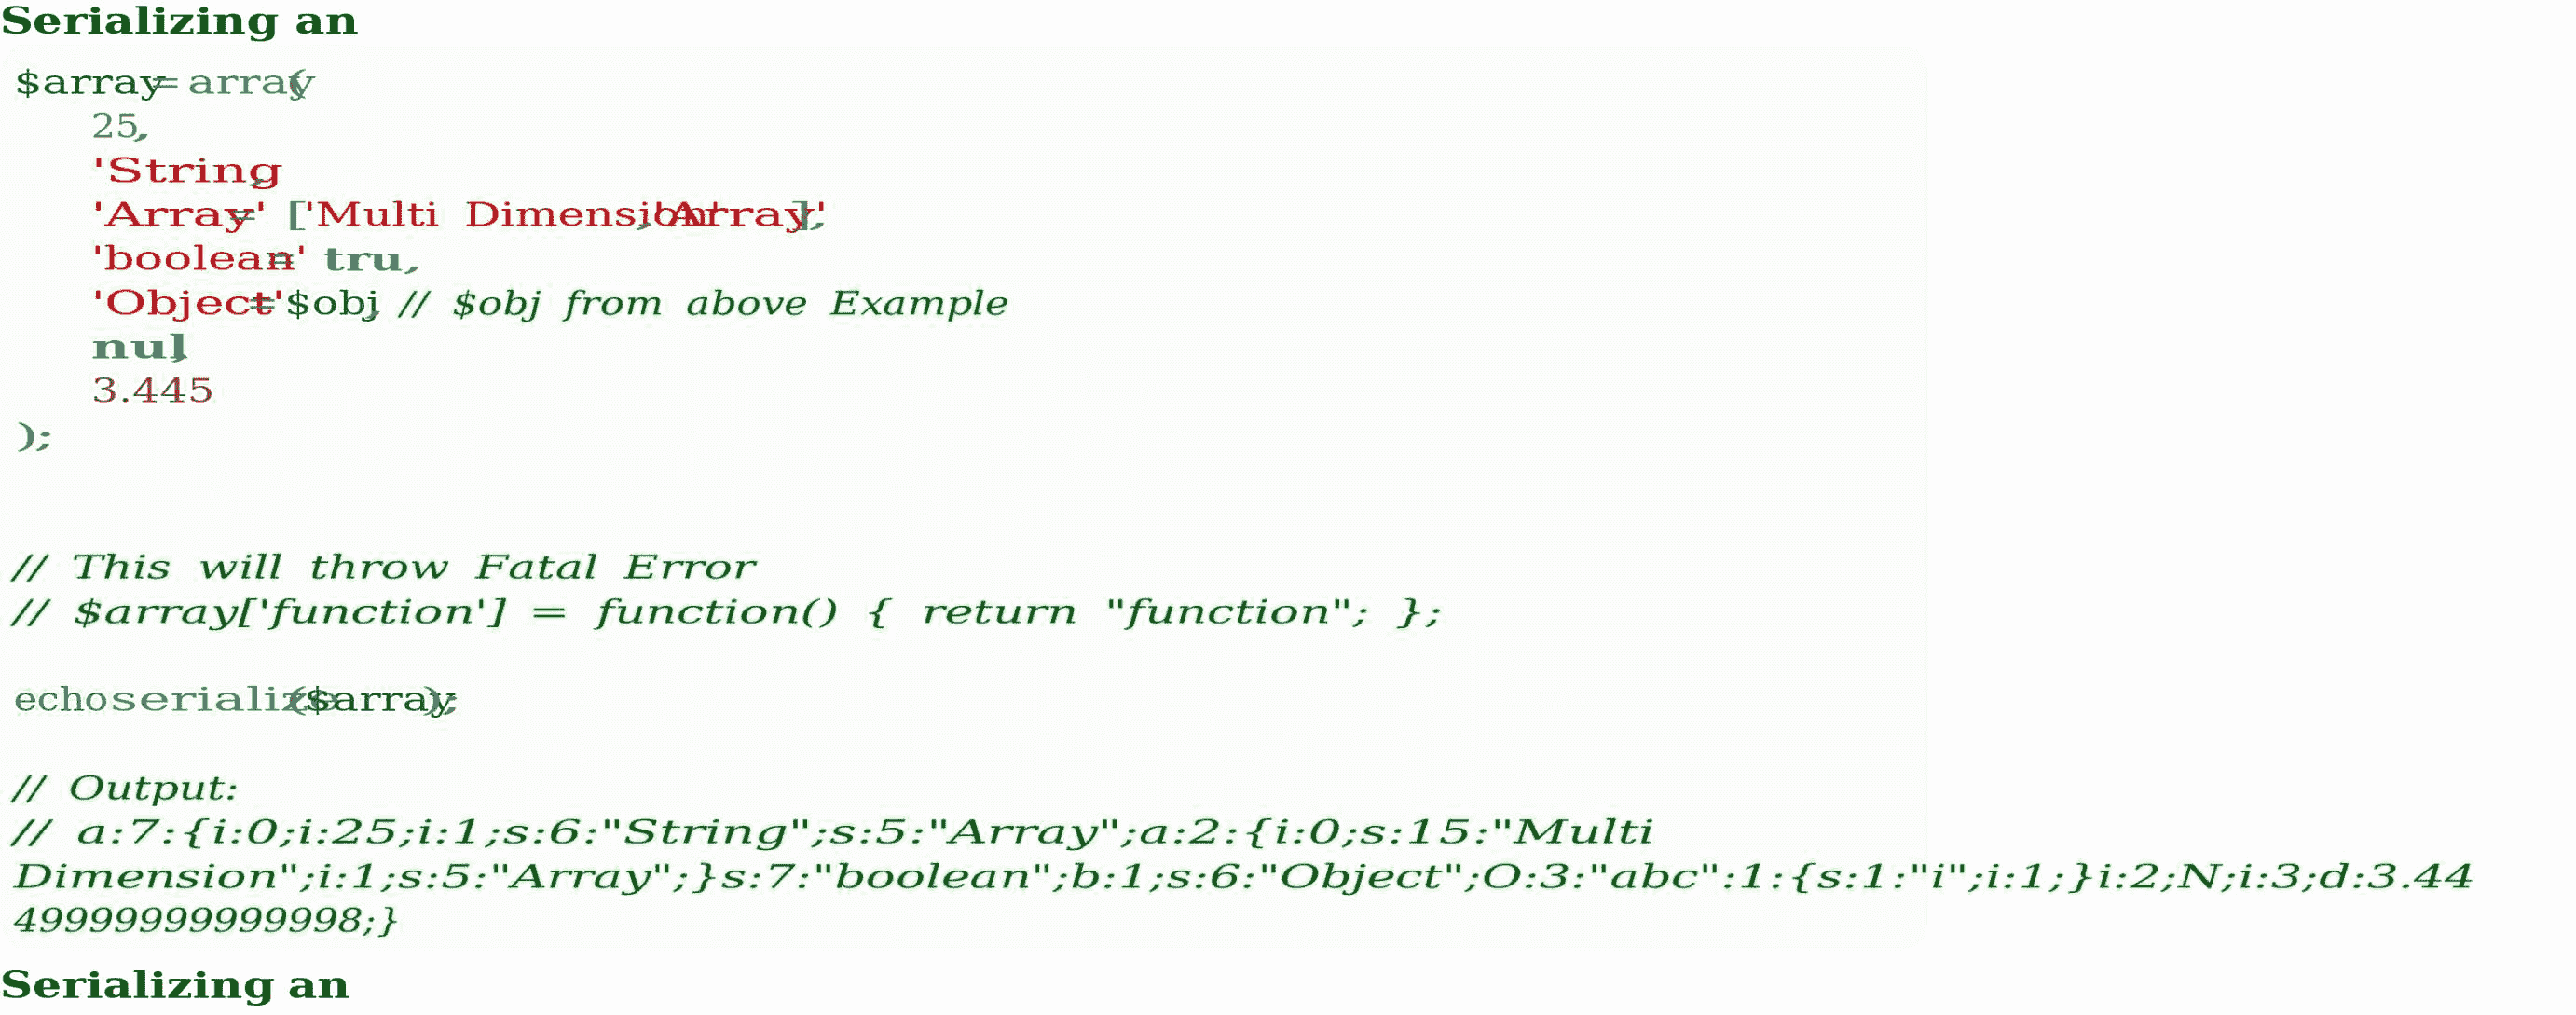 Serializing an
$array= array(
25,
'String,
'Array'= ['Multi Dimension','Array'],
'boolean'= tru,
'Object'=$obj, // $obj from above Example
nul,
3.445
);
// This will throw Fatal Error
// $array['function'] = function() { return "function"; };
echo serialize($array);
// Output:
// a:7:{i:0;i:25;i:1;s:6:"String";s:5:"Array";a:2:{i:0;s:15:"Multi
Dimension";i:1;s:5:"Array";}s:7:"boolean";b:1;s:6:"Object";O:3:"abc":1:{s:1:"i";i:1;}i:2;N;i:3;d:3.44
49999999999998;}
Serializing an